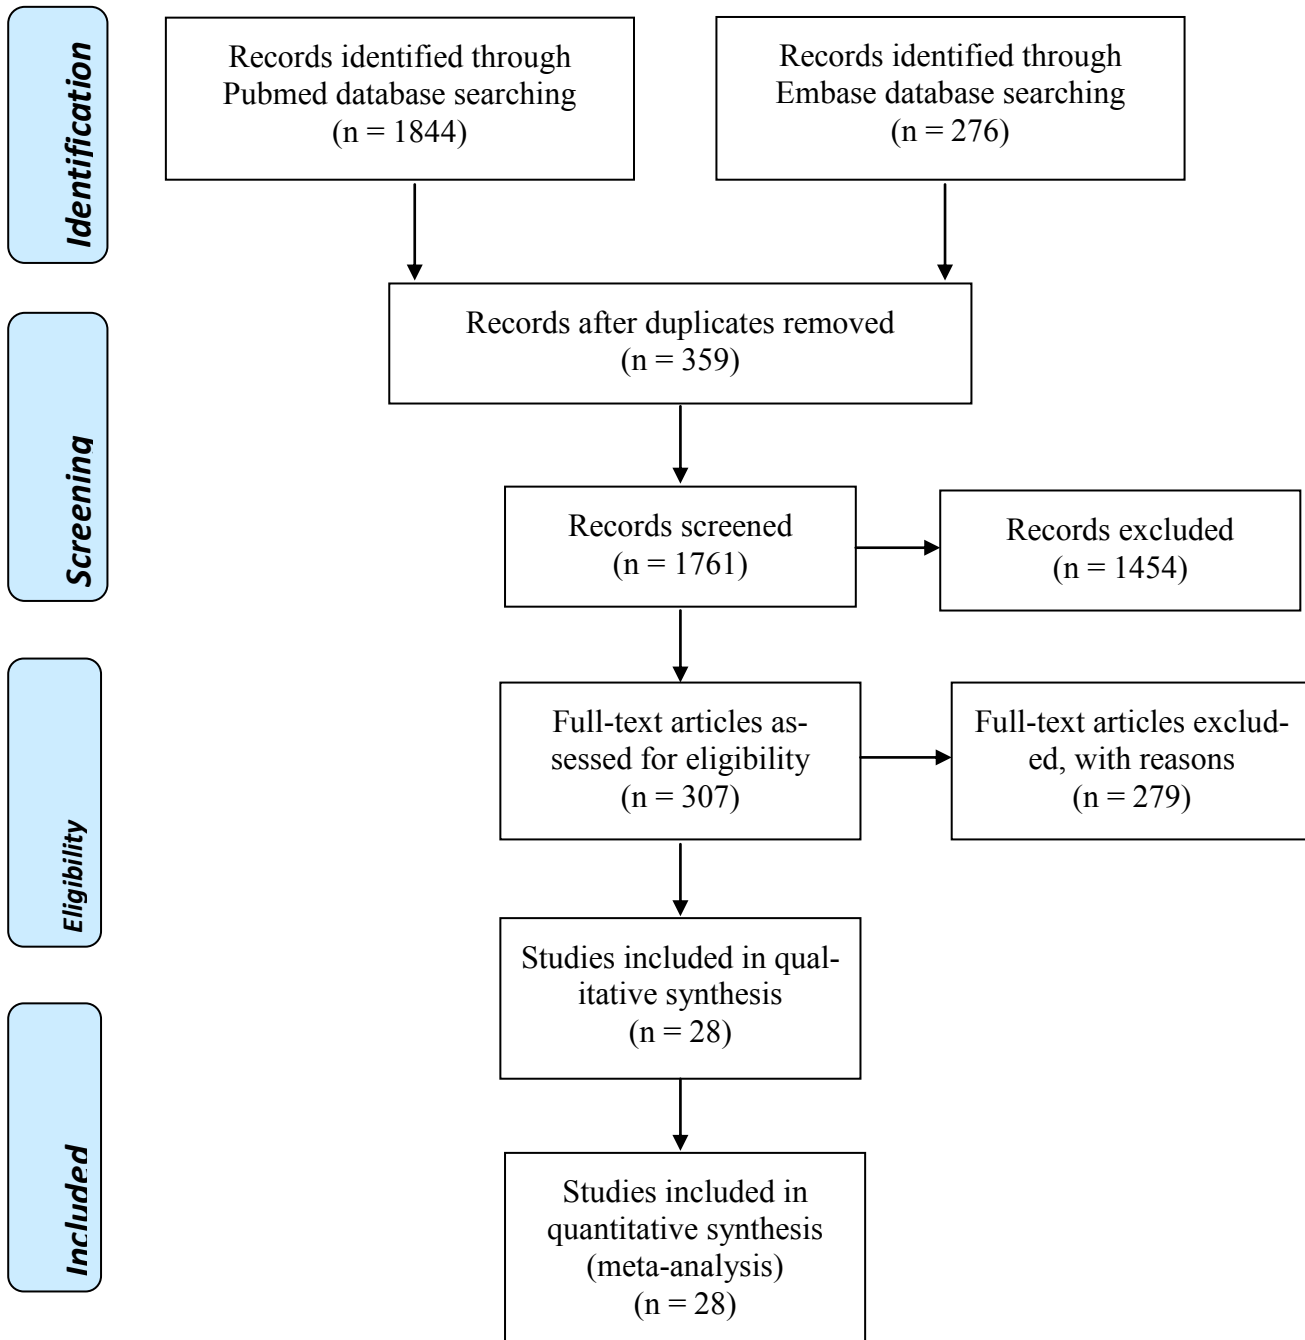 Identification
Records identified through
Pubmed database searching
(n = 1844)
Records identified through
Embase database searching
(n = 276)
Screening
Records after duplicates removed
(n = 359)
Records screened
(n = 1761)
Records excluded
(n = 1454)
Eligibility
Full-text articles as-
sessed for eligibility
(n = 307)
Full-text articles exclud-
ed, with reasons
(n = 279)
Studies included in qual-
itative synthesis
(n = 28)
Included
Studies included in
quantitative synthesis
(meta-analysis)
(n = 28)